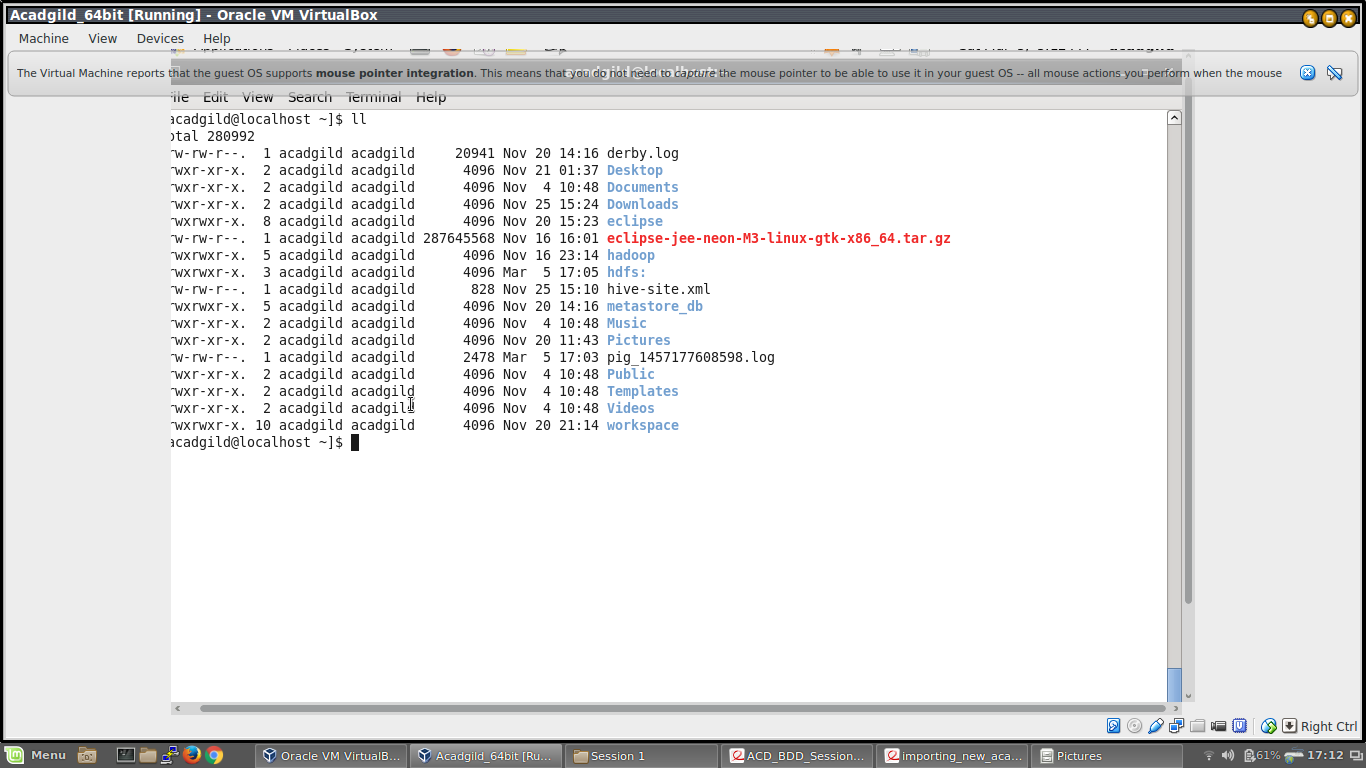 Acadgild_64bit [Running] - Oracle VM VirtualBox
Machine View Devices Help
The Virtual Machine reports that the guest OS supports mouse pointer integration. This means that you do not need to capture the mouse pointer to be able to use it in your guest OS -- all mouse actions you perform when the mouse
File Edit View Search Terminal Help
acadgild@localhost ~]$ ll
otal 280992
rw-rw-r--. 1 acadgild acadgild 20941 Nov 20 14:16 derby.log
rwxr-xr-x. 2 acadgild acadgild 4096 Nov 21 01:37 Desktop
rwxr-xr-x. 2 acadgild acadgild 4096 Nov 4 10:48 Documents
rwxr-xr-x. 2 acadgild acadgild 4096 Nov 25 15:24 Downloads
rwxrwxr-x. 8 acadgild acadgild 4096 Nov 20 15:23 eclipse
rw-rw-r--. 1 acadgild acadgild 287645568 Nov 16 16:01 eclipse-jee-neon-M3-linux-gtk-x86_64.tar.gz
rwxrwxr-x. 5 acadgild acadgild 4096 Nov 16 23:14 hadoop
rwxrwxr-x. 3 acadgild acadgild 4096 Mar 5 17:05 hdfs:
rw-rw-r--. 1 acadgild acadgild 828 Nov 25 15:10 hive-site.xml
rwxrwxr-x. 5 acadgild acadgild 4096 Nov 20 14:16 metastore_db
rwxr-xr-x. 2 acadgild acadgild 4096 Nov 4 10:48 Music
rwxr-xr-x. 2 acadgild acadgild 4096 Nov 20 11:43 Pictures
rw-rw-r--. 1 acadgild acadgild 2478 Mar 5 17:03 pig_1457177608598.log
rwxr-xr-x. 2 acadgild acadgild 4096 Nov 4 10:48 Public
rwxr-xr-x. 2 acadgild acadgild 4096 Nov 4 10:48 Templates
rwxr-xr-x. 2 acadgild acadgild 4096 Nov 4 10:48 Videos
rwxrwxr-x. 10 acadgild acadgild 4096 Nov 20 21:14 workspace
acadgild@localhost ~]$
Right Ctrl
Menu Oracle VM VirtualB... Acadgild_64bit [Ru... Session 1 ACD_BDD_Session... importing_new_aca... Pictures 61% 17:12